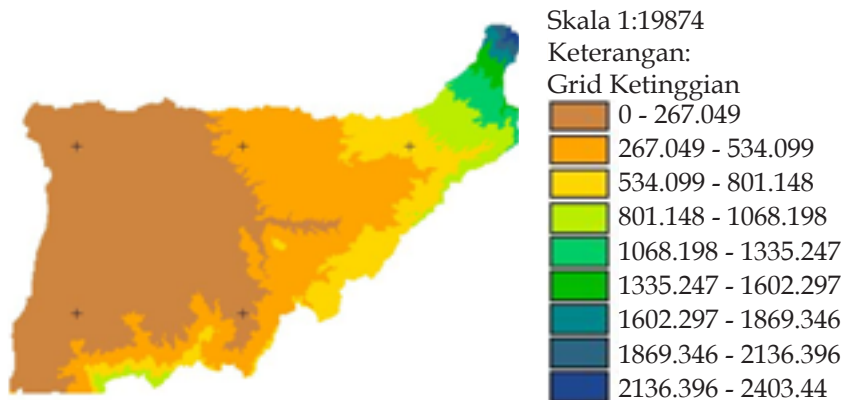 Skala 1:19874
Keterangan:
Grid Ketinggian
0 - 267.049
267.049 - 534.099
534.099 - 801.148
801.148 - 1068.198
1068.198 - 1335.247
1335.247 - 1602.297
1602.297 - 1869.346
1869.346 - 2136.396
2136.396 - 2403.44